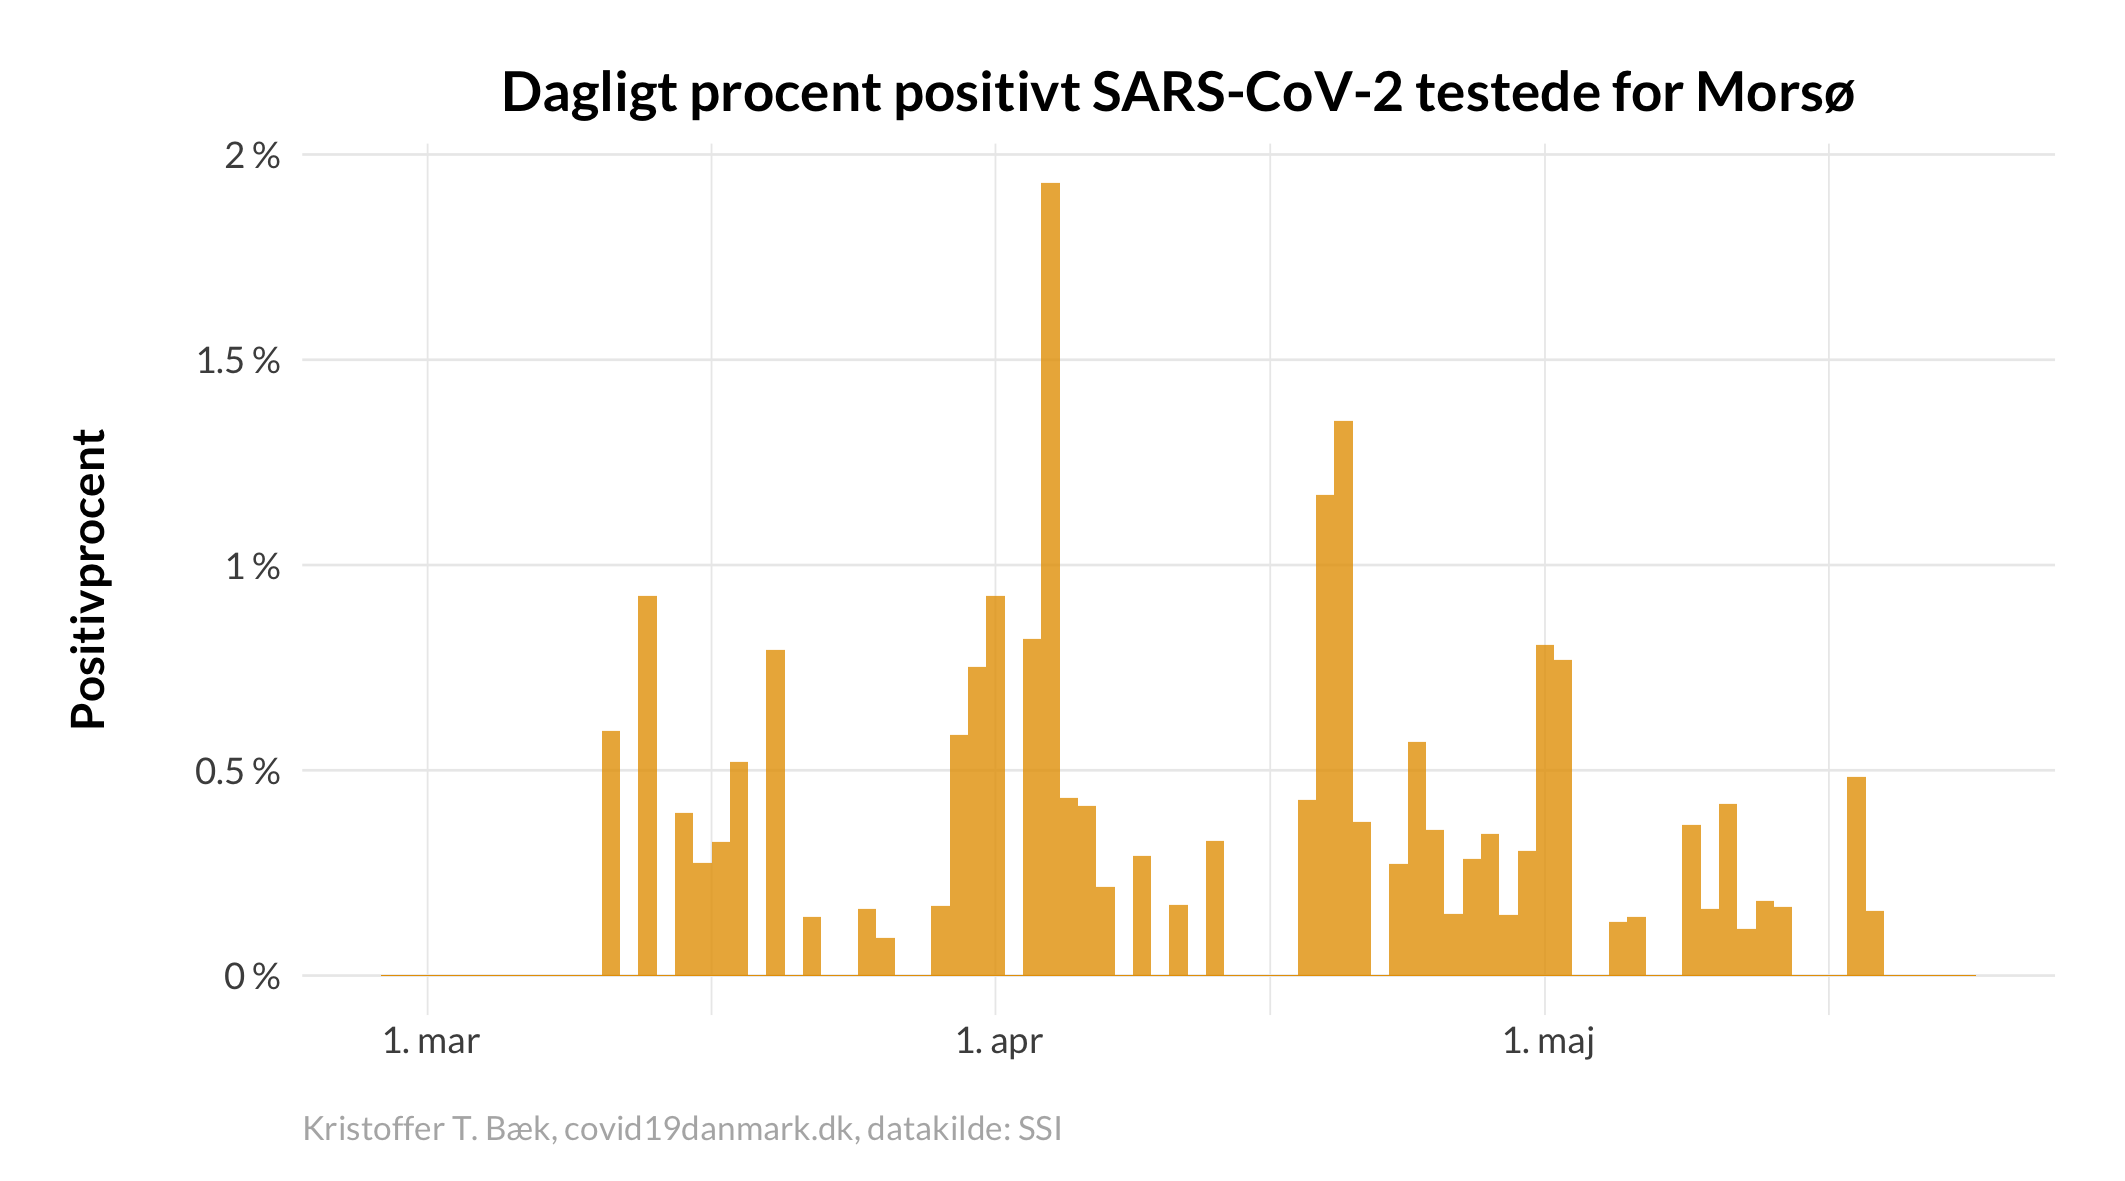 Dagligt procent positivt SARS-CoV-2 testede for Morsø
2 %
1.5 %
1 %
0.5 %
0 %
Positivprocent
1. mar
1. apr
1. maj
Kristoffer T. Bæk, covid19danmark.dk, datakilde: SSI